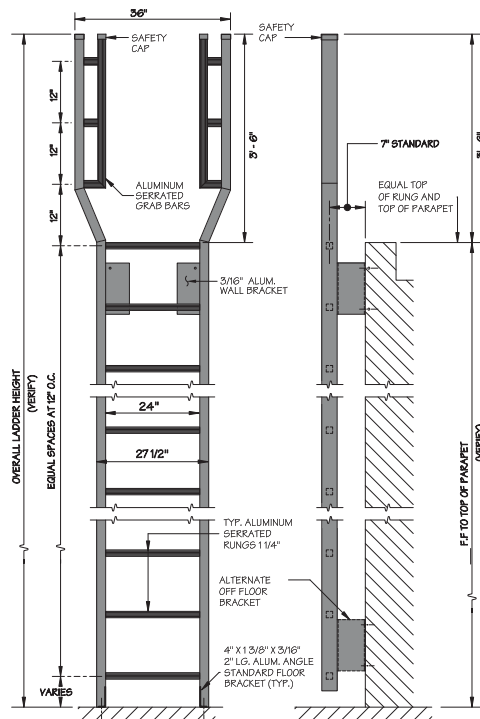 36"
SAFETY
CAP
SAFETY
CAP
12"
12"
12"
3'- 6"
3'- 6"
7" STANDARD
ALUMINUM
SERRATED
GRAB BARS
EQUAL TOP
OF RUNG AND
TOP OF PARAPET
3/16" ALUM.
WALL BRACKET
OVERALL LADDER HEIGHT
(VERIFY)
EQUAL SPACES AT 12" O.C.
24"
27 1/2"
F.F TO TOP OF PARAPET
(VERIFY)
TYP. ALUMINUM
SERRATED
RUNGS 1 1/4"
ALTERNATE
OFF FLOOR
BRACKET
4" X 1 3/8" X 3/16"
2" LG. ALUM. ANGLE
STANDARD FLOOR
BRACKET (TYP.)
VARIES